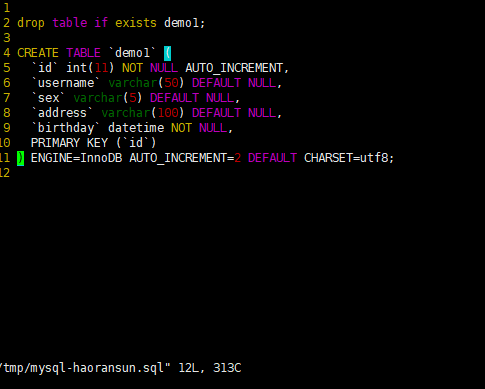 1
2 drop table if exists demo1;
3
4 CREATE TABLE `demo1` (
5   `id` int(11) NOT NULL AUTO_INCREMENT,
6   `username` varchar(50) DEFAULT NULL,
7   `sex` varchar(5) DEFAULT NULL,
8   `address` varchar(100) DEFAULT NULL,
9   `birthday` datetime NOT NULL,
10   PRIMARY KEY (`id`)
11 ) ENGINE=InnoDB AUTO_INCREMENT=2 DEFAULT CHARSET=utf8;
12
/tmp/mysql-haoransun.sql" 12L, 313C